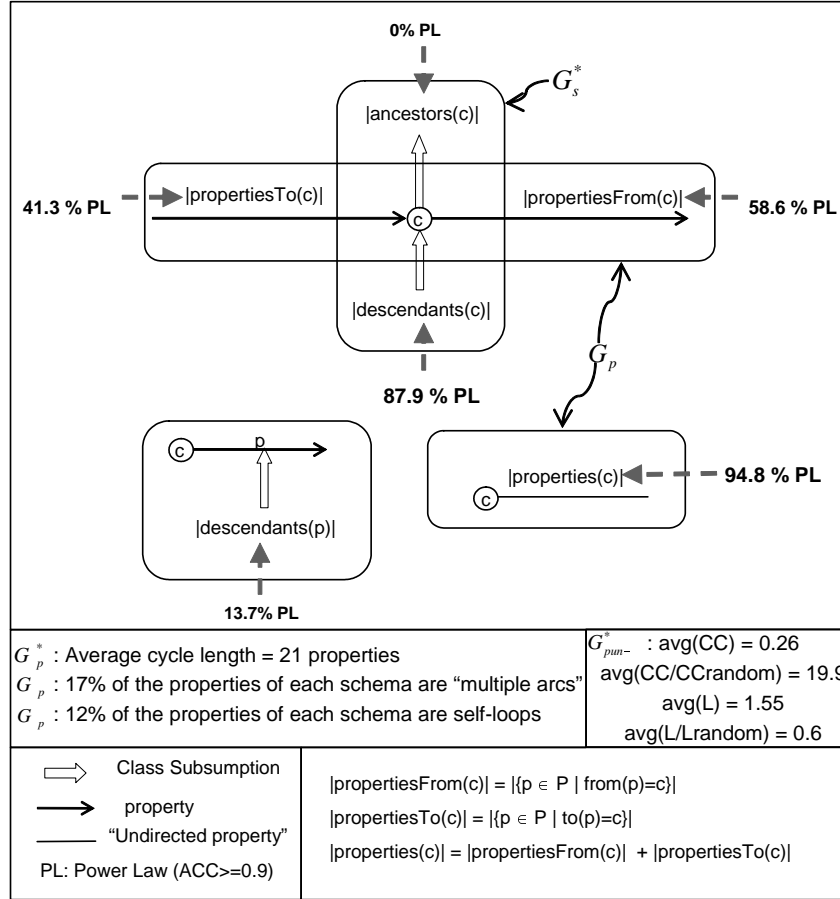 0% PL
G*s
|ancestors(c)|
|propertiesTo(c)|
|propertiesFrom(c)|
41.3 % PL
c
58.6 % PL
|descendants(c)|
Gp
87.9 % PL
c
p
|properties(c)|
94.8 % PL
c
|descendants(p)|
13.7% PL
G*p : Average cycle length = 21 properties
Gp : 17% of the properties of each schema are “multiple arcs”
Gp : 12% of the properties of each schema are self-loops
G*pun- : avg(CC) = 0.26
avg(CC/CCrandom) = 19.9
avg(L) = 1.55
avg(L/Lrandom) = 0.6
Class Subsumption
property
“Undirected property”
PL: Power Law (ACC>=0.9)
|propertiesFrom(c)| = |{p ∈ P | from(p)=c}|
|propertiesTo(c)| = |{p ∈ P | to(p)=c}|
|properties(c)| = |propertiesFrom(c)| + |propertiesTo(c)|